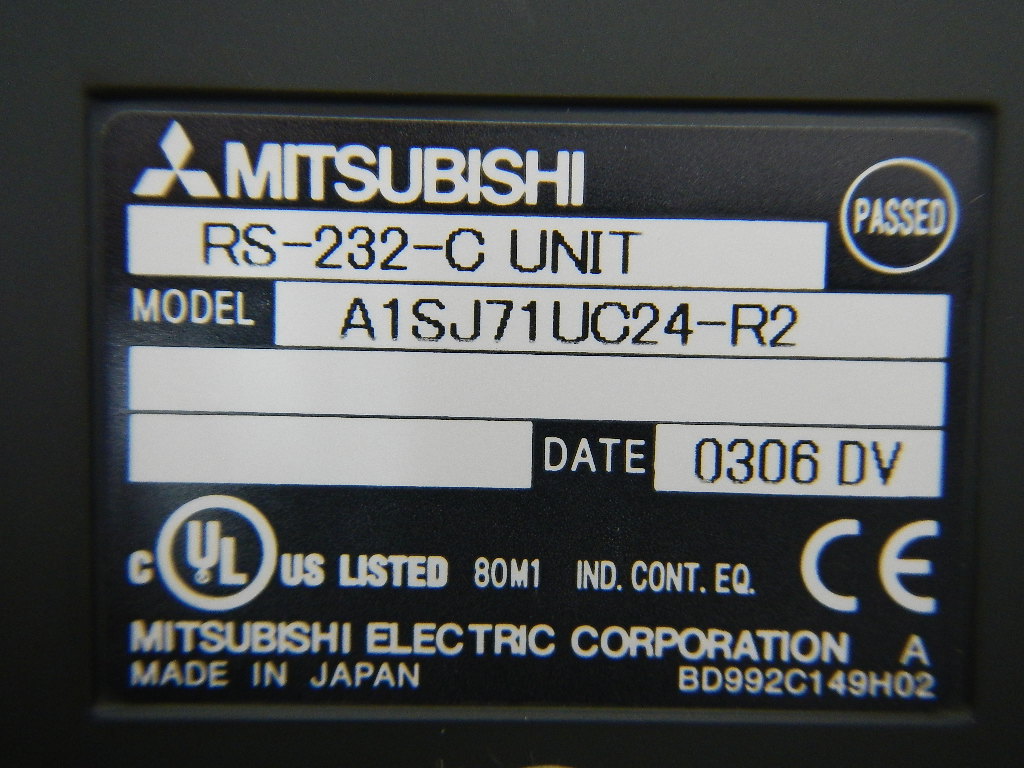 MITSUBISHI
PASSED
RS-232-C UNIT
MODEL A1SJ71UC24-R2
DATE 0306 DV
C UL US LISTED 80M1 IND. CONT. EQ. CE
MITSUBISHI ELECTRIC CORPORATION A
MADE IN JAPAN BD992C149H02